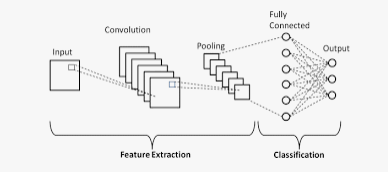 Input
Convolution
Pooling
Fully
Connected
Output
Feature Extraction
Classification